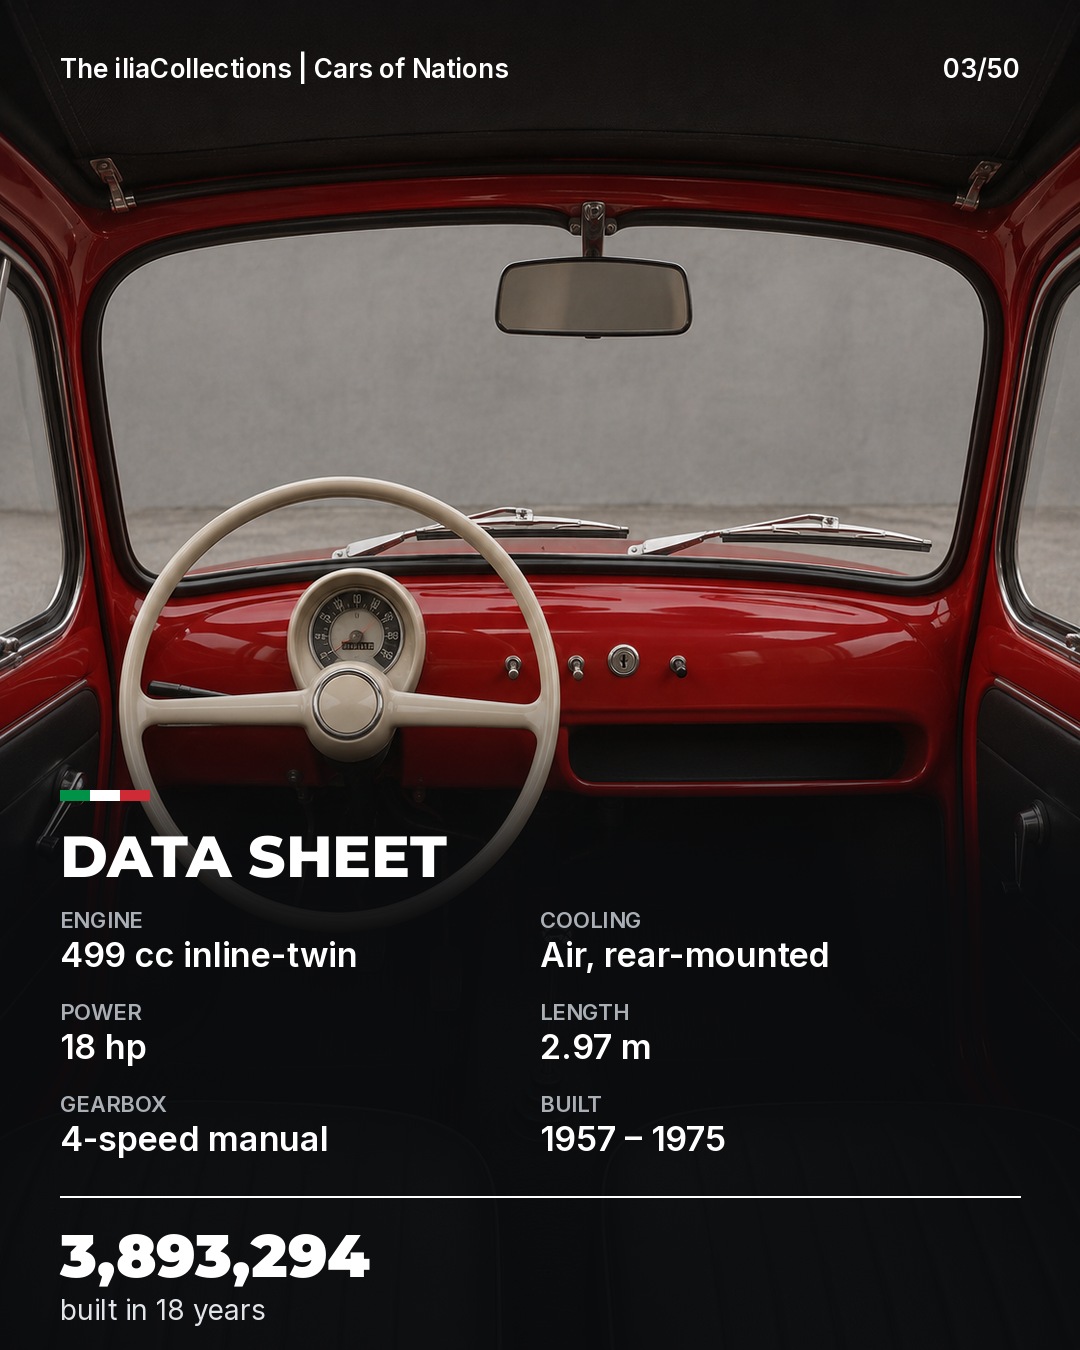 The iliaCollections | Cars of Nations
03/50
DATA SHEET
ENGINE
499 cc inline-twin
COOLING
Air, rear-mounted
POWER
18 hp
LENGTH
2.97 m
GEARBOX
4-speed manual
BUILT
1957 – 1975
3,893,294
built in 18 years